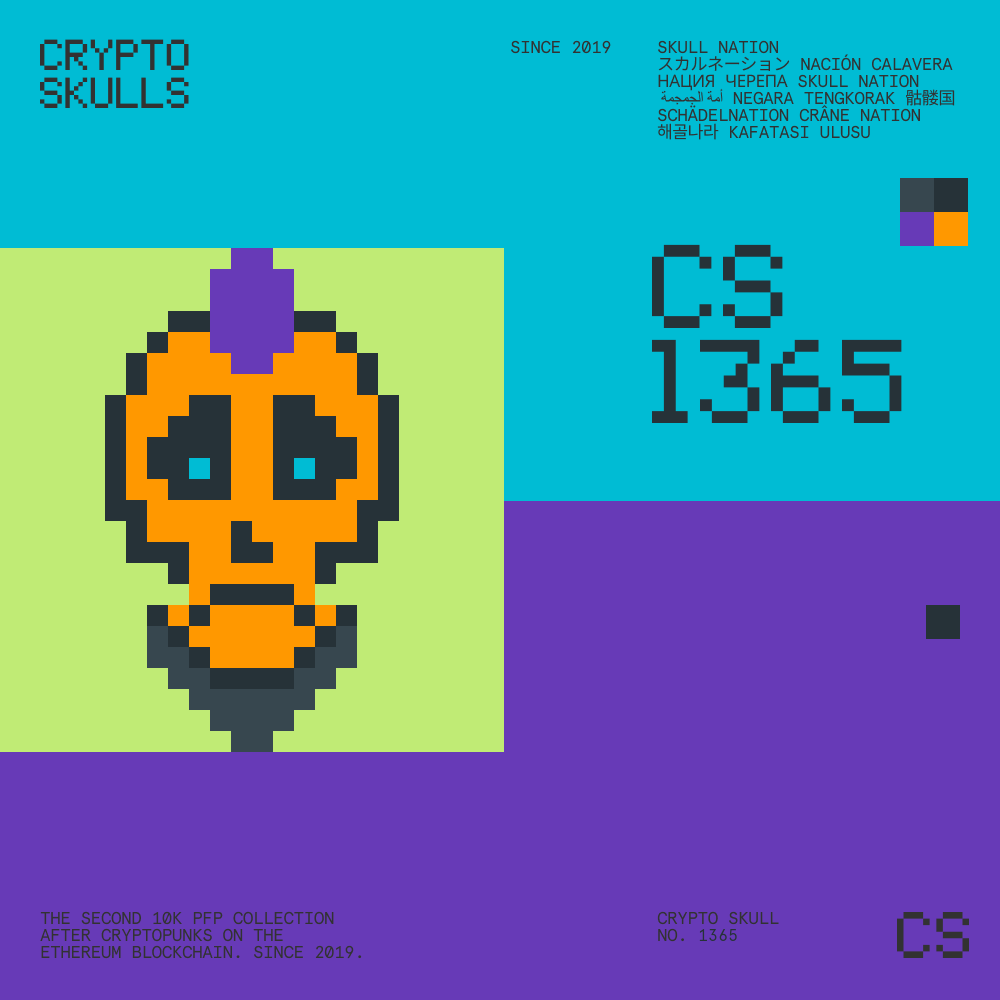 CRYPTO
SKULLS
SINCE 2019
SKULL NATION
スカルネーション NACIÓN CALAVERA
НАЦИЯ ЧЕРЕПА SKULL NATION
أمة الجمجمة NEGARA TENGKORAK 骷髅国
SCHÄDELNATION CRÂNE NATION
해골나라 KAFATASI ULUSU
CS
1365
THE SECOND 10K PFP COLLECTION
AFTER CRYPTOPUNKS ON THE
ETHEREUM BLOCKCHAIN. SINCE 2019.
CRYPTO SKULL
NO. 1365
CS